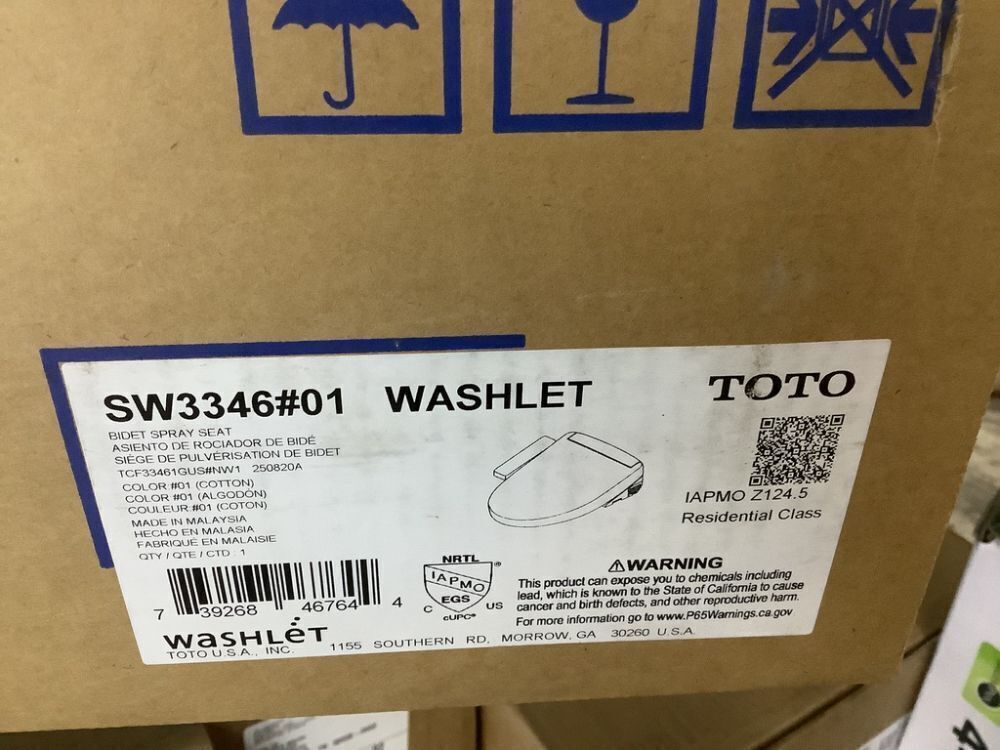 SW3346#01 WASHLET
TOTO
BIDET SPRAY SEAT
ASIENTO DE ROCIADOR DE BIDÉ
SIÈGE DE PULVÉRISATION DE BIDET
TCF33461GUS#NW1 250820A
COLOR #01 (COTTON)
COLOR #01 (ALGODÓN)
COULEUR #01 (COTON)
MADE IN MALAYSIA
HECHO EN MALASIA
FABRIQUÉ EN MALAISIE
QTY / QTE / CTD : 1
IAPMO Z124.5
Residential Class
7 39268 46764 4
NRTL
IAPMO
EGS
C US
cUPC®
⚠WARNING
This product can expose you to chemicals including
lead, which is known to the State of California to cause
cancer and birth defects, and other reproductive harm.
For more information go to www.P65Warnings.ca.gov
WASHLET
TOTO U.S.A., INC. 1155 SOUTHERN RD, MORROW, GA 30260 U.S.A.
4